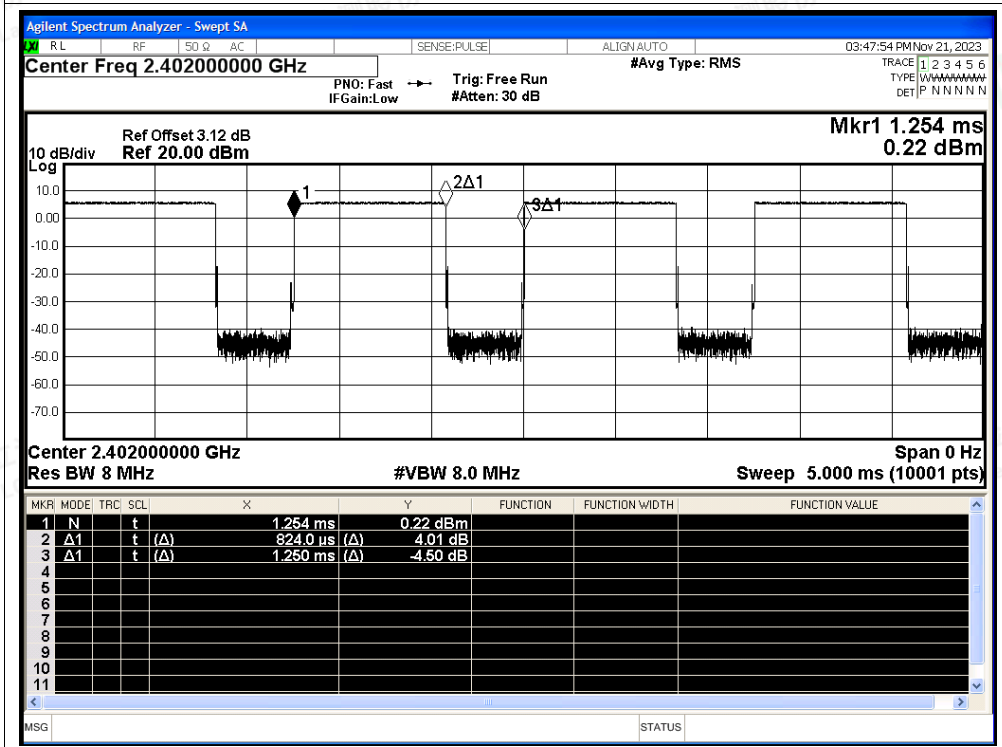 Agilent Spectrum Analyzer - Swept SA
LXI RL RF 50 Ω AC SENSE:PULSE ALIGN AUTO 03:47:54 PM Nov 21, 2023
Center Freq 2.402000000 GHz #Avg Type: RMS TRACE 1 2 3 4 5 6
PNO: Fast Trig: Free Run TYPE WWWWWW
IFGain:Low #Atten: 30 dB DET P N N N N N
Mkr1 1.254 ms
0.22 dBm
Ref Offset 3.12 dB
10 dB/div Ref 20.00 dBm
Log
10.0
0.00
-10.0
-20.0
-30.0
-40.0
-50.0
-60.0
-70.0
1
2Δ1
3Δ1
Center 2.402000000 GHz Span 0 Hz
Res BW 8 MHz #VBW 8.0 MHz Sweep 5.000 ms (10001 pts)
MKR MODE TRC SCL X Y FUNCTION FUNCTION WIDTH FUNCTION VALUE
1 N t 1.254 ms 0.22 dBm
2 Δ1 t (Δ) 824.0 µs (Δ) 4.01 dB
3 Δ1 t (Δ) 1.250 ms (Δ) -4.50 dB
4
5
6
7
8
9
10
11
MSG STATUS